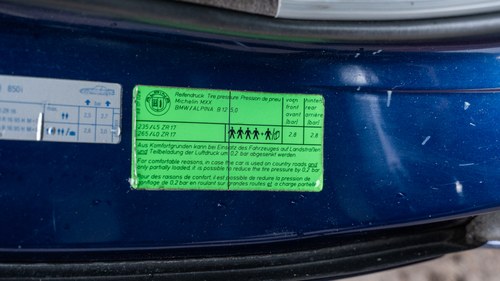 850i
Reifendruck Tire pressure Pression de pneu
Michelin MXX
BMW/ALPINA B12 5,0
vorn
front
avant
(bar)
hinten
rear
arrière
(bar)
235/45 ZR 17
265/40 ZR 17
2.8
2.8
Aus Komfortgründen kann bei Einsatz des Fahrzeuges auf Landstraßen
und Teilbeladung der Luftdruck um 0,2 bar abgesenkt werden.
For comfortable reasons, in case the car is used on country roads and
only partially loaded, it is possible to reduce the tire pressure by 0,2 bar
Pour des raisons de confort, il est possible de reduire la pression de
gonflage de 0,2 bar en roulant sur grandes routes et a charge partielle